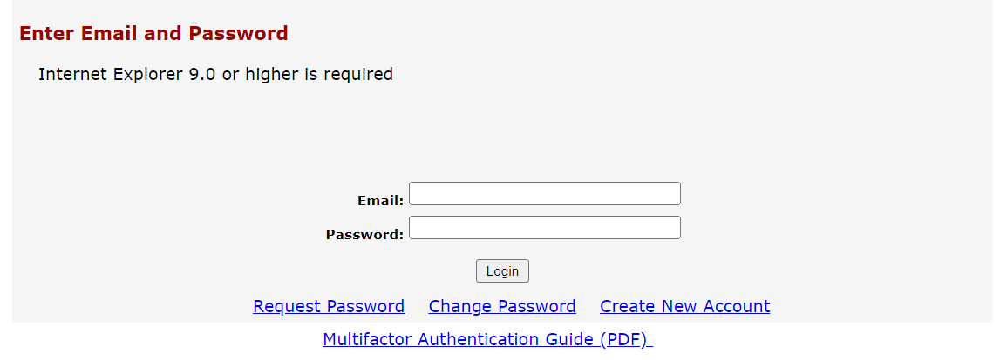 Enter Email and Password
Internet Explorer 9.0 or higher is required
Email:
Password:
Login
Request Password Change Password Create New Account
Multifactor Authentication Guide (PDF)